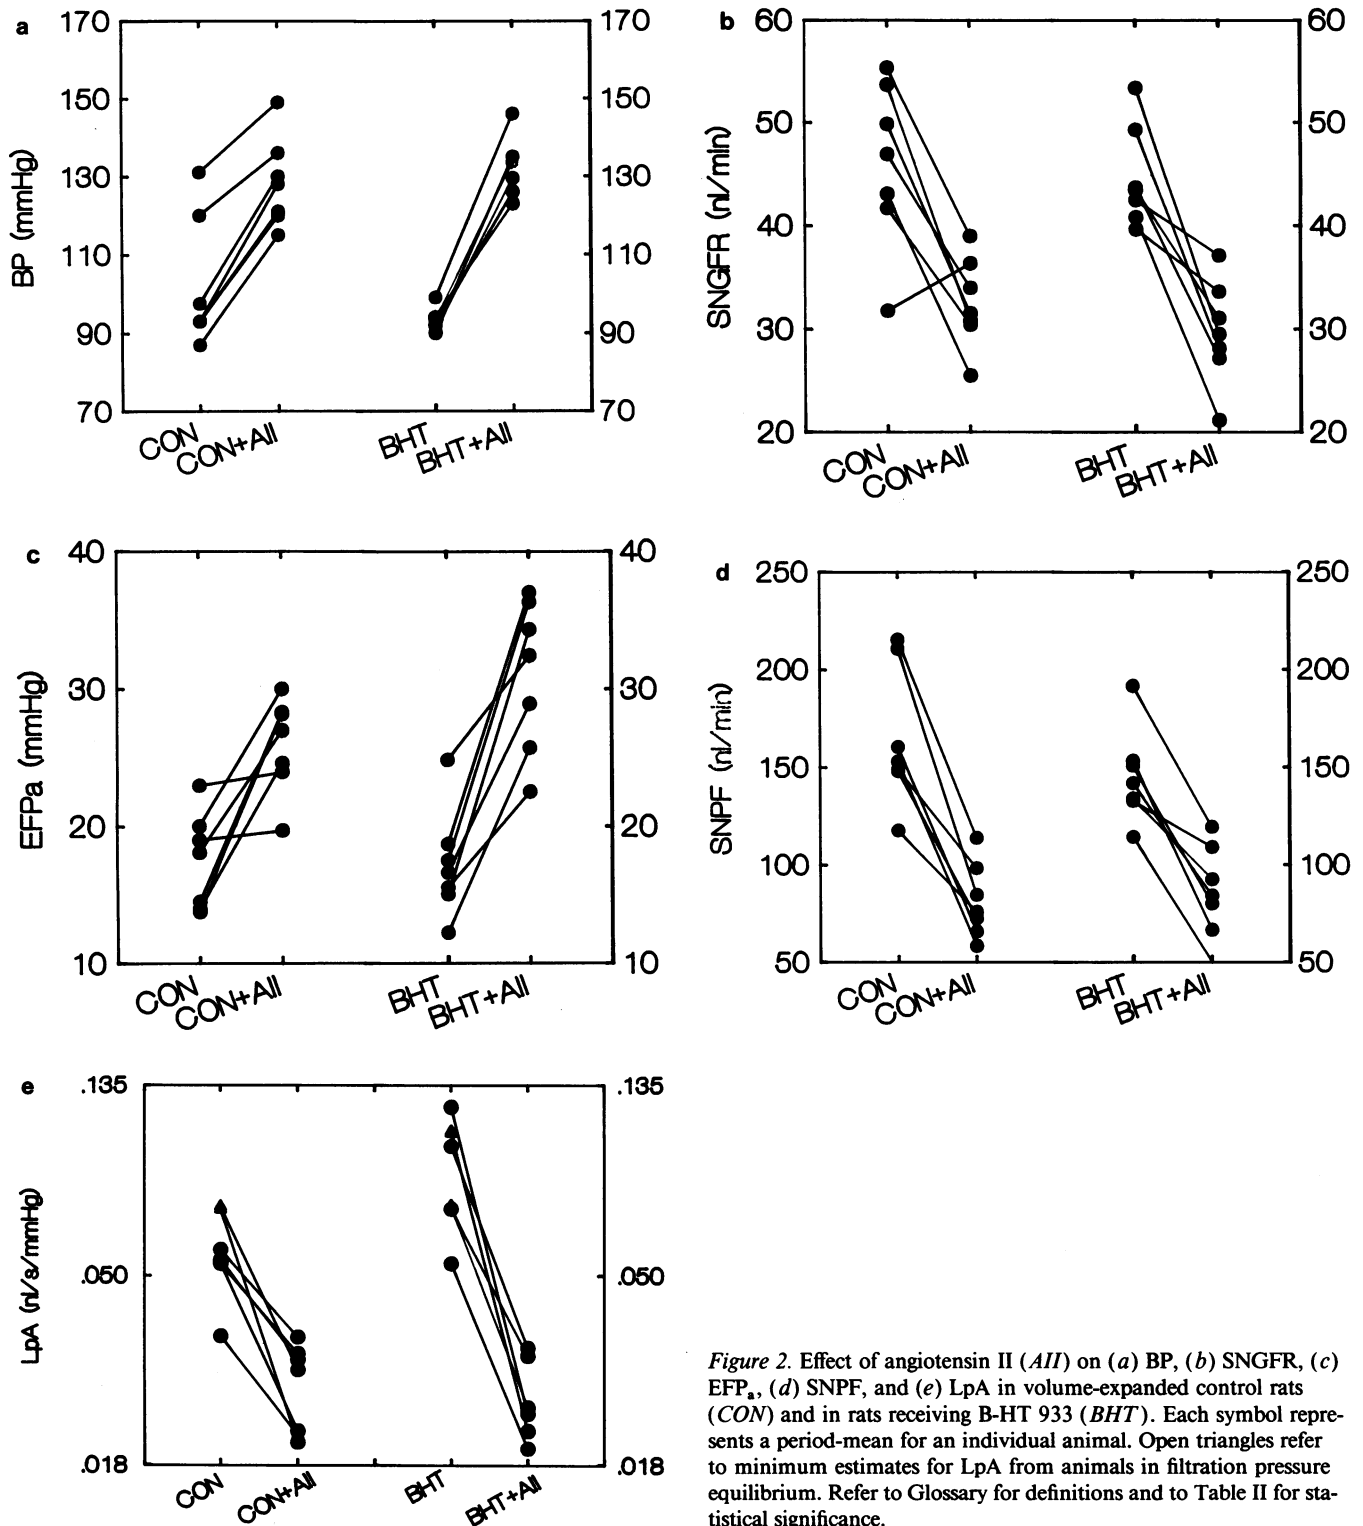 a
170
150
130
110
90
70
BP (mmHg)
170
150
130
110
90
70
CON
CON+AII
BHT
BHT+AII
b
60
50
40
30
20
SNGFR (nl/min)
60
50
40
30
20
CON
CON+AII
BHT
BHT+AII
c
40
30
20
10
EFPa (mmHg)
40
30
20
10
CON
CON+AII
BHT
BHT+AII
d
250
200
150
100
50
SNPF (nl/min)
250
200
150
100
50
CON
CON+AII
BHT
BHT+AII
e
.135
.050
.018
LpA (nl/s/mmHg)
.135
.050
.018
CON
CON+AII
BHT
BHT+AII
Figure 2. Effect of angiotensin II (AII) on (a) BP, (b) SNGFR, (c)
EFPa, (d) SNPF, and (e) LpA in volume-expanded control rats
(CON) and in rats receiving B-HT 933 (BHT). Each symbol repre-
sents a period-mean for an individual animal. Open triangles refer
to minimum estimates for LpA from animals in filtration pressure
equilibrium. Refer to Glossary for definitions and to Table II for sta-
tistical significance.